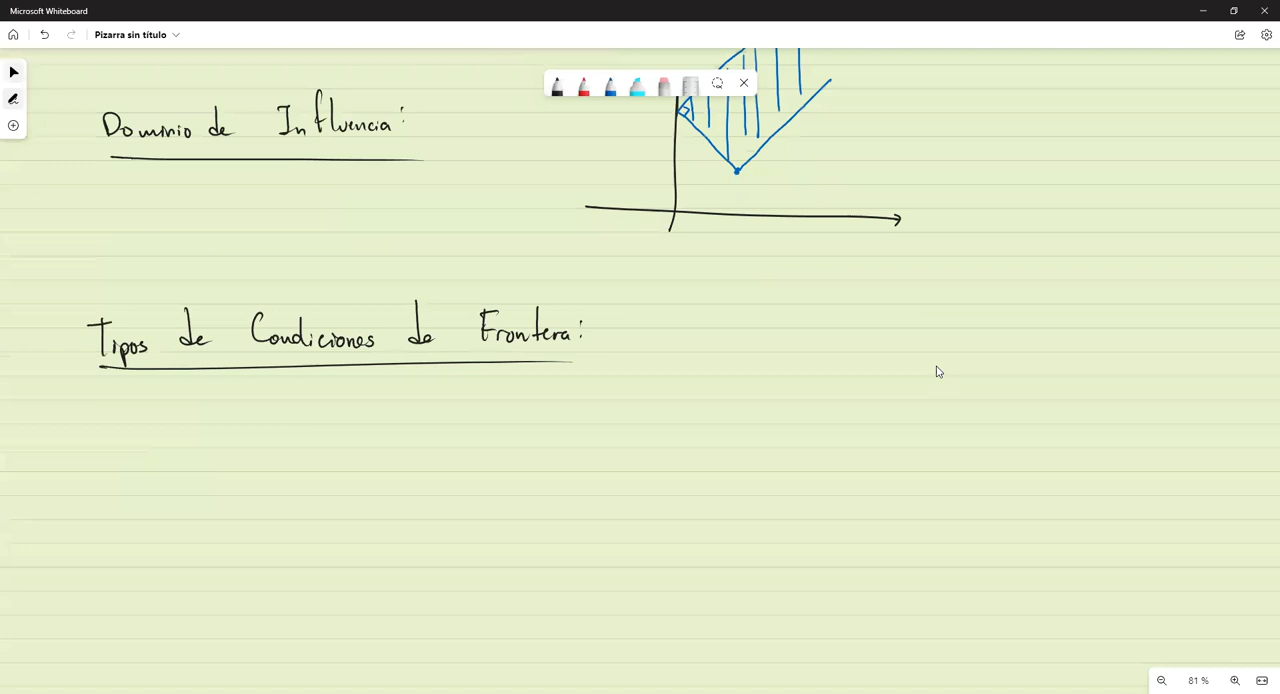 Microsoft Whiteboard
Pizarra sin título
Dominio de Influencia:
Tipos de Condiciones de Frontera:
81 %